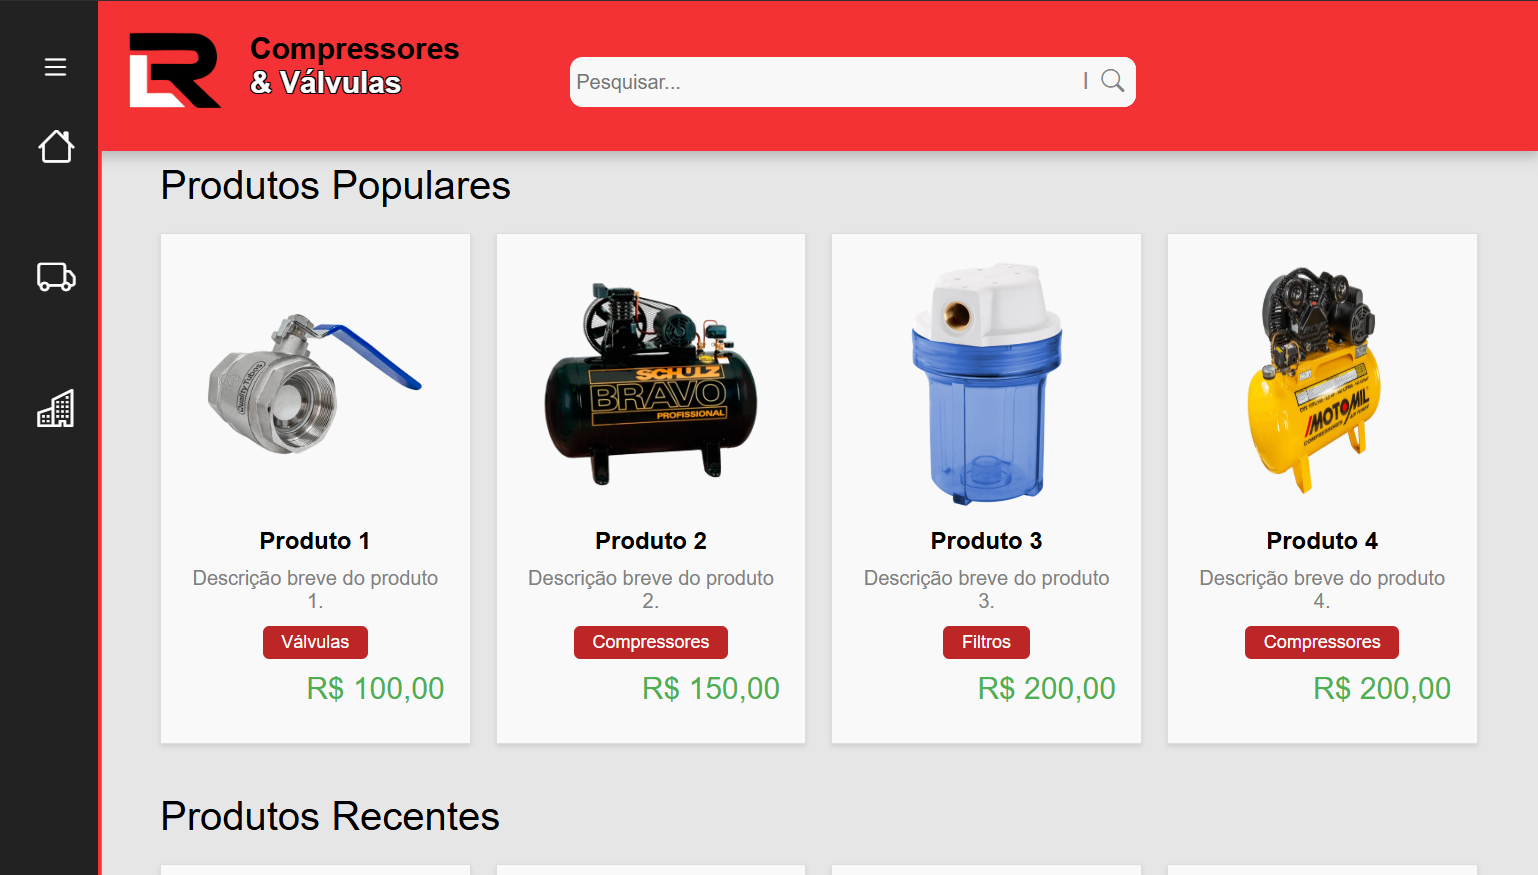 Compressores
& Válvulas
Pesquisar... |
Produtos Populares
Quality Tubos
SCHULZ
BRAVO
PROFISSIONAL
MOTOMIL
COMPRESSORES
Produto 1
Descrição breve do produto
1.
Válvulas
R$ 100,00
Produto 2
Descrição breve do produto
2.
Compressores
R$ 150,00
Produto 3
Descrição breve do produto
3.
Filtros
R$ 200,00
Produto 4
Descrição breve do produto
4.
Compressores
R$ 200,00
Produtos Recentes